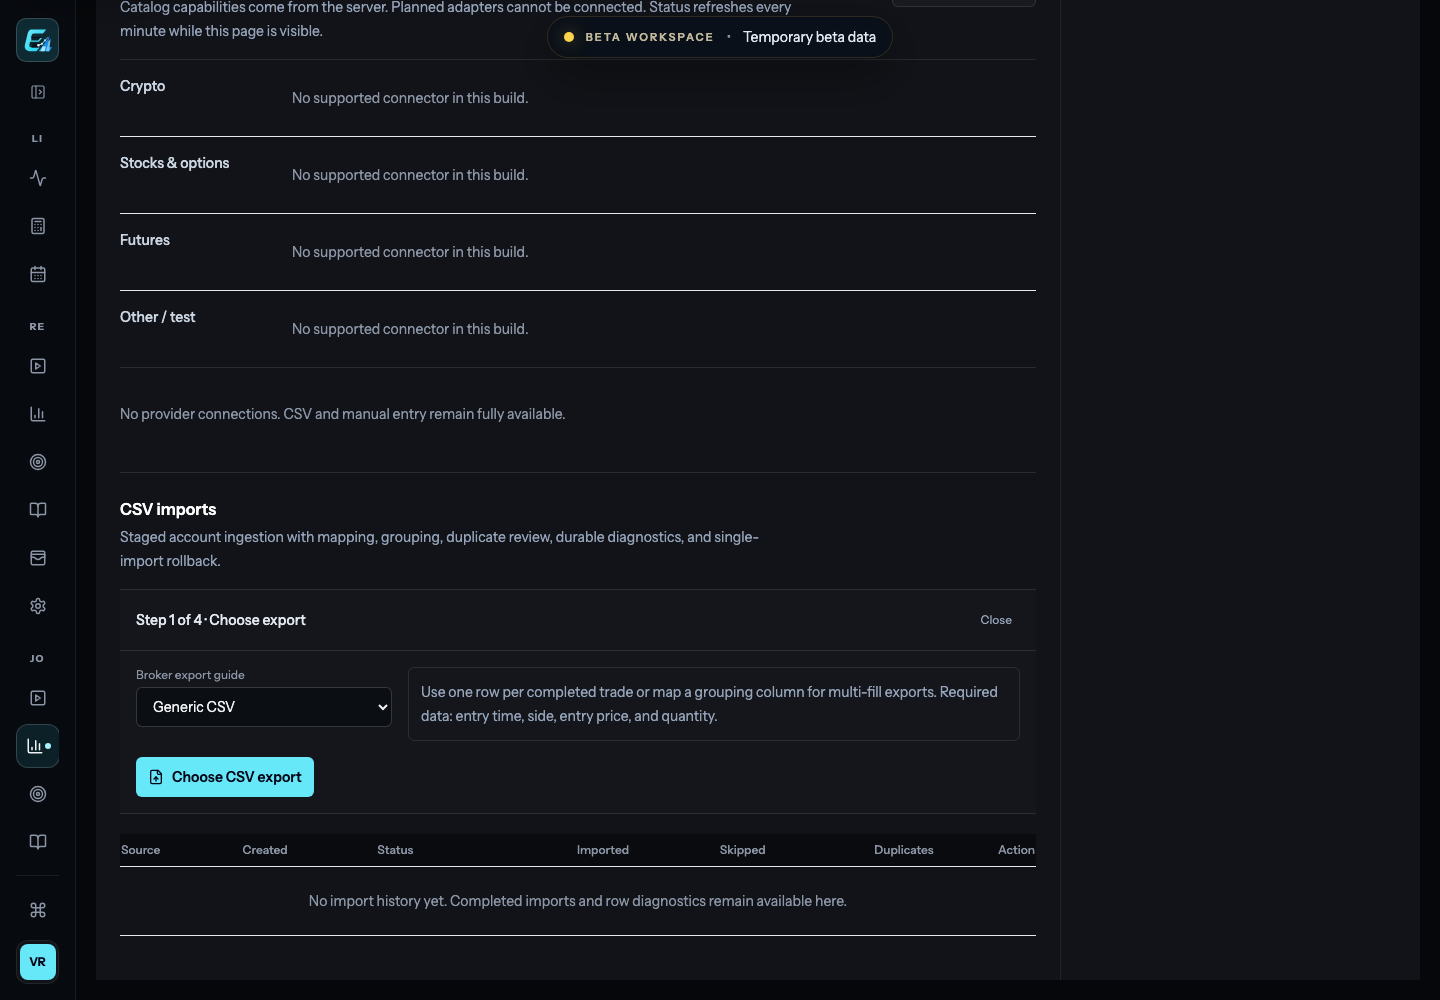 Catalog capabilities come from the server. Planned adapters cannot be connected. Status refreshes every
minute while this page is visible.
BETA WORKSPACE · Temporary beta data
LI
RE
JO
VR
Crypto
No supported connector in this build.
Stocks & options
No supported connector in this build.
Futures
No supported connector in this build.
Other / test
No supported connector in this build.
No provider connections. CSV and manual entry remain fully available.
CSV imports
Staged account ingestion with mapping, grouping, duplicate review, durable diagnostics, and single-
import rollback.
Step 1 of 4 · Choose export
Close
Broker export guide
Generic CSV
Use one row per completed trade or map a grouping column for multi-fill exports. Required
data: entry time, side, entry price, and quantity.
Choose CSV export
Source Created Status Imported Skipped Duplicates Action
No import history yet. Completed imports and row diagnostics remain available here.